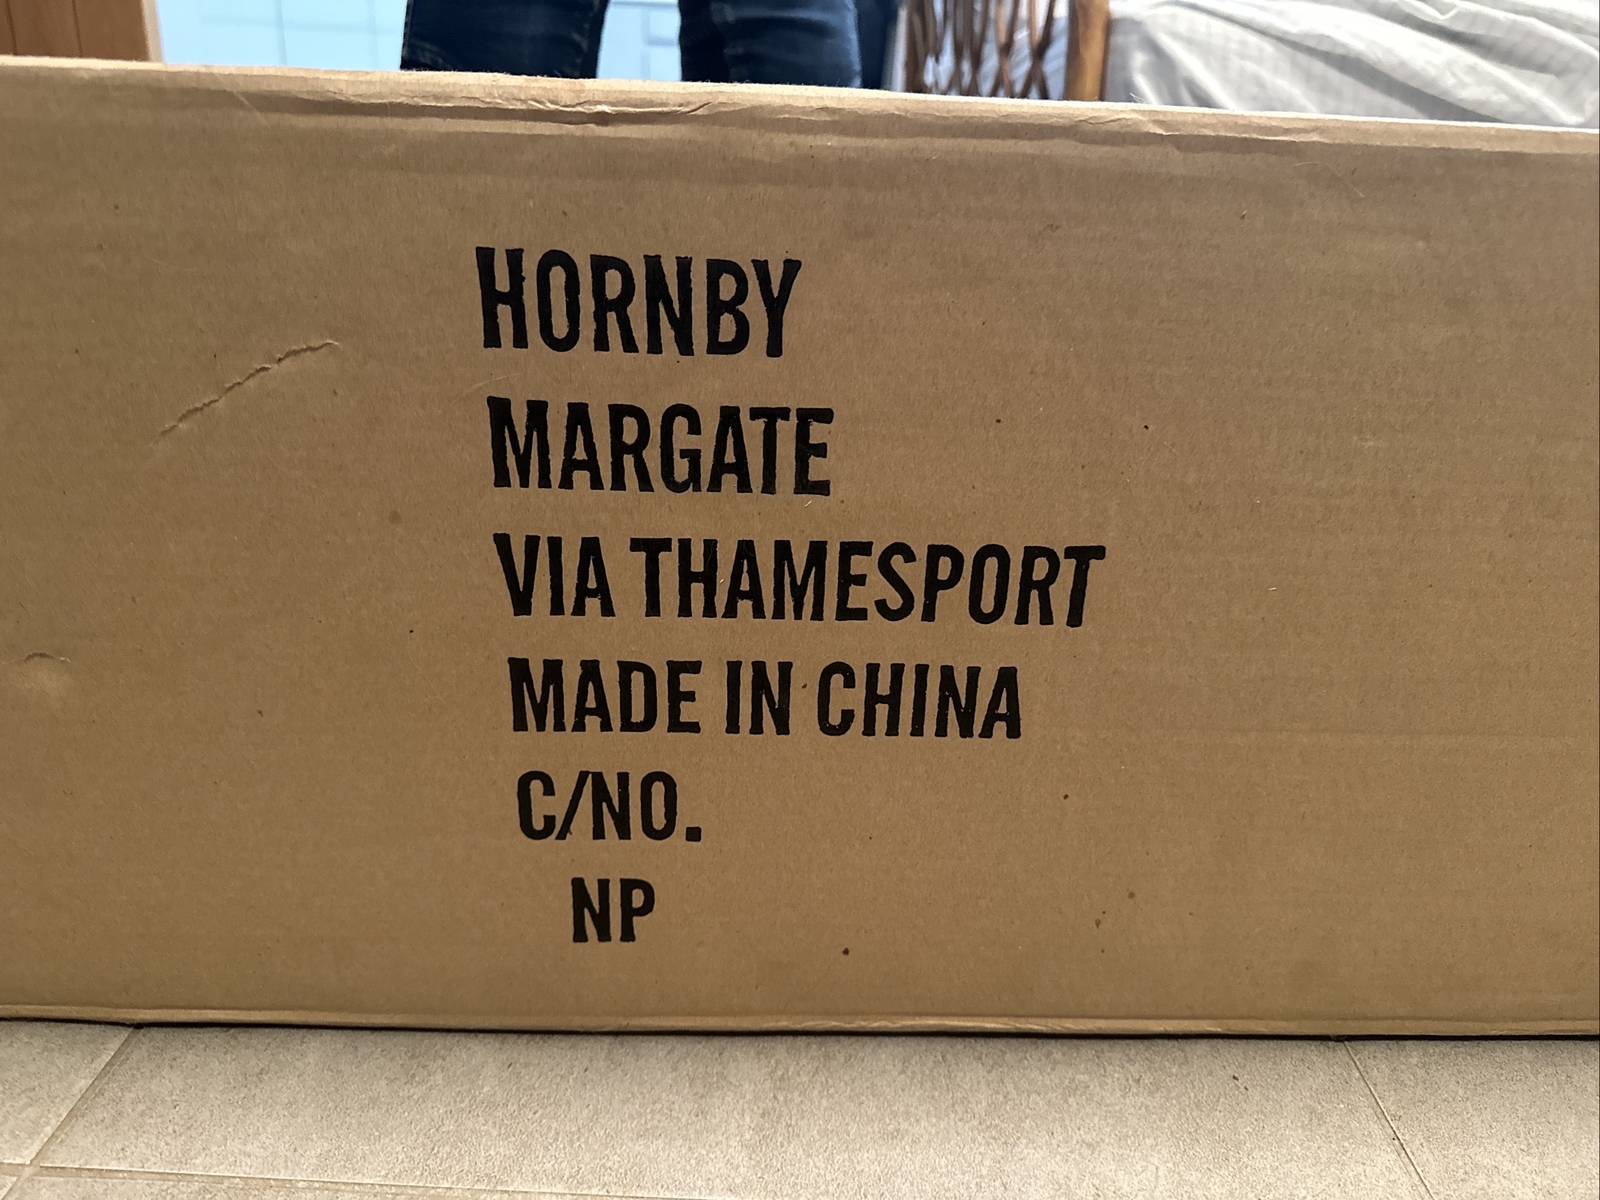 HORNBY
MARGATE
VIA THAMESPORT
MADE IN CHINA
C/NO.
NP